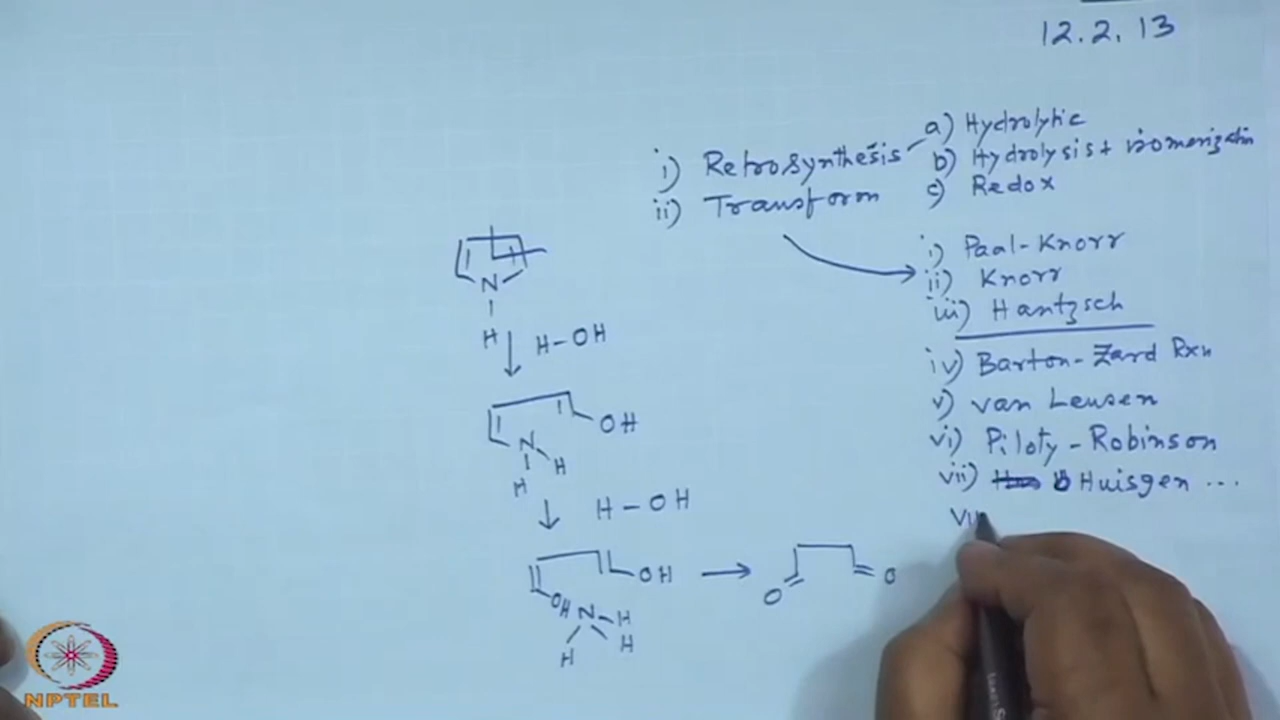 12.2.13
i) Retrosynthesis
a) Hydrolytic
b) Hydrolysis + isomerization
c) Redox
ii) Transform
i) Paal-Knorr
ii) Knorr
iii) Hantzsch
iv) Barton-Zard Rxn
v) van Leusen
vi) Piloty-Robinson
vii) Huisgen ...
vii
N
H
H-OH
OH
N
H
H
H-OH
OH
OH
N
H
H
H
O
O
NPTEL